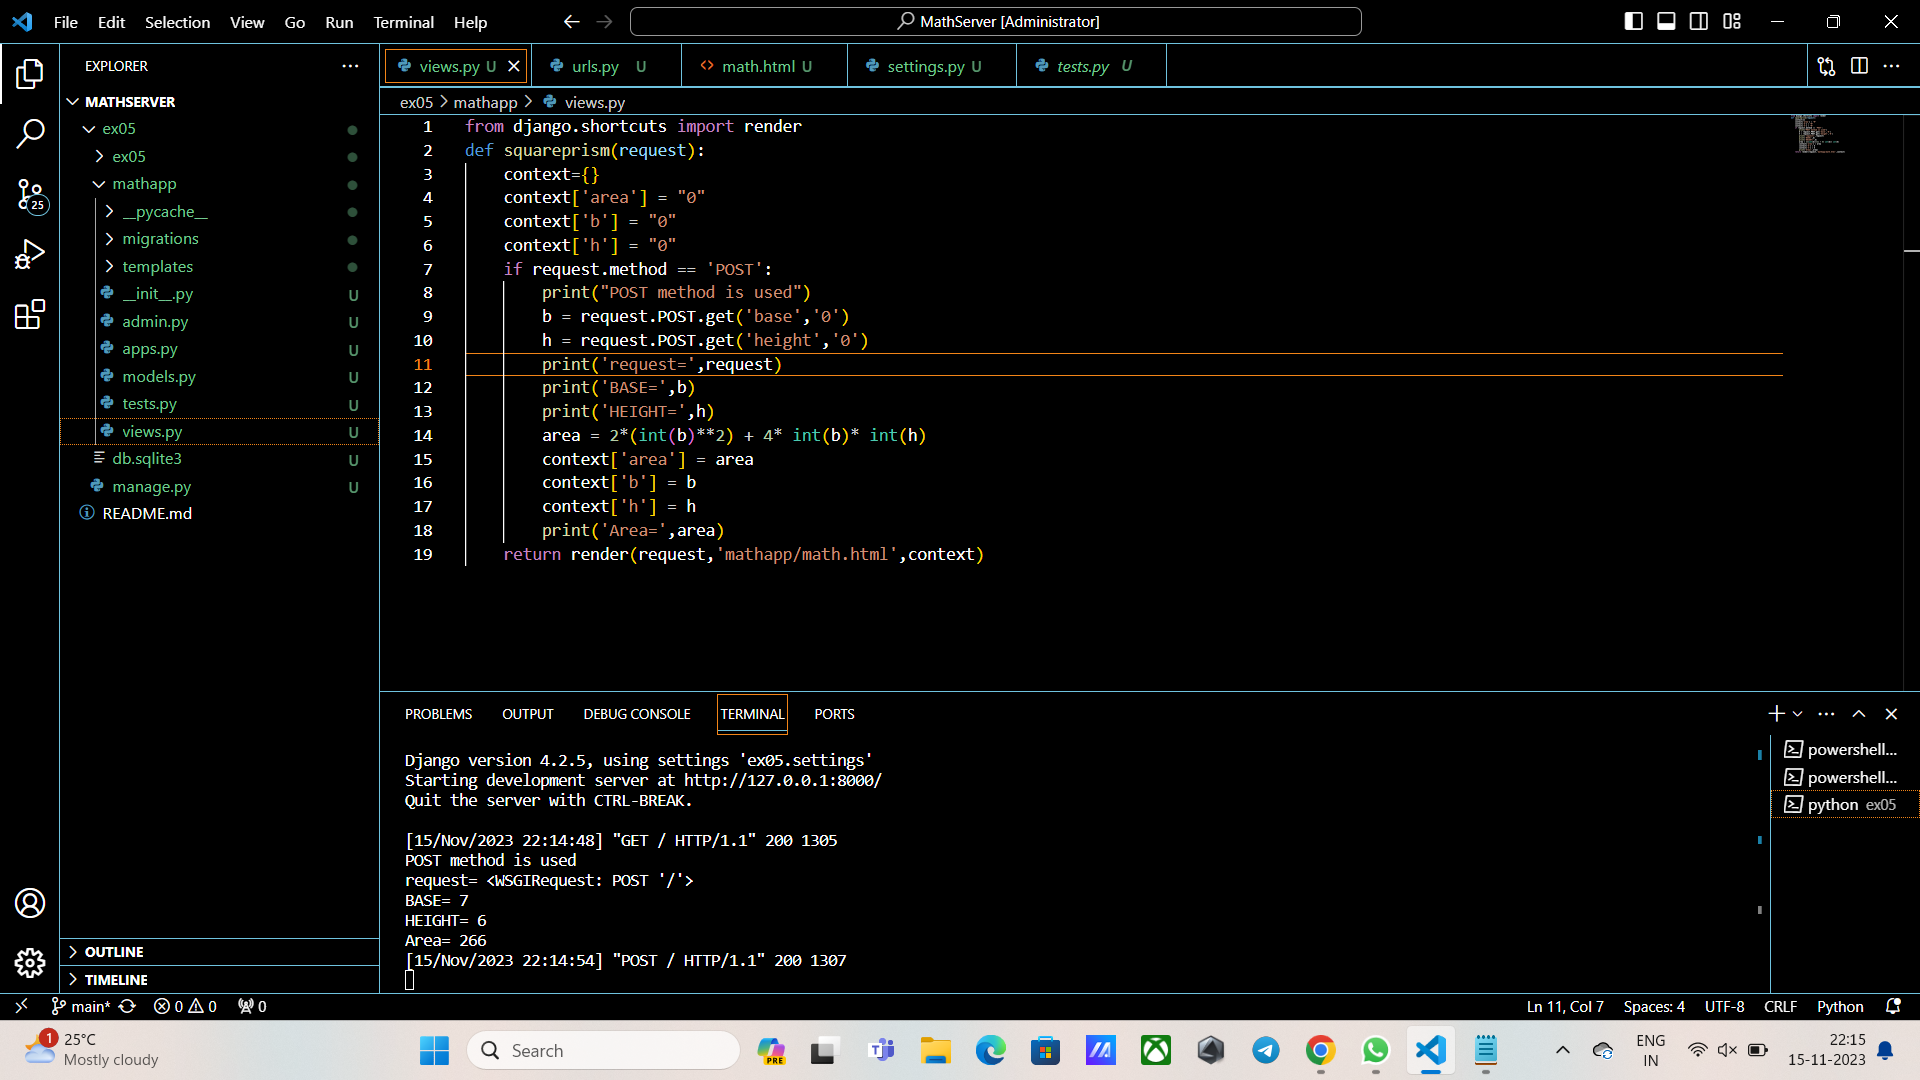 File Edit Selection View Go Run Terminal Help
MathServer [Administrator]
EXPLORER
MATHSERVER
ex05
ex05
mathapp
__pycache__
migrations
templates
__init__.py U
admin.py U
apps.py U
models.py U
tests.py U
views.py U
db.sqlite3 U
manage.py U
README.md
OUTLINE
TIMELINE
25
views.py U
urls.py U
math.html U
settings.py U
tests.py U
ex05 > mathapp > views.py
1 from django.shortcuts import render
2 def squareprism(request):
3 context={}
4 context['area'] = "0"
5 context['b'] = "0"
6 context['h'] = "0"
7 if request.method == 'POST':
8 print("POST method is used")
9 b = request.POST.get('base','0')
10 h = request.POST.get('height','0')
11 print('request=',request)
12 print('BASE=',b)
13 print('HEIGHT=',h)
14 area = 2*(int(b)**2) + 4* int(b)* int(h)
15 context['area'] = area
16 context['b'] = b
17 context['h'] = h
18 print('Area=',area)
19 return render(request,'mathapp/math.html',context)
PROBLEMS OUTPUT DEBUG CONSOLE TERMINAL PORTS
Django version 4.2.5, using settings 'ex05.settings'
Starting development server at http://127.0.0.1:8000/
Quit the server with CTRL-BREAK.
[15/Nov/2023 22:14:48] "GET / HTTP/1.1" 200 1305
POST method is used
request= <WSGIRequest: POST '/'>
BASE= 7
HEIGHT= 6
Area= 266
[15/Nov/2023 22:14:54] "POST / HTTP/1.1" 200 1307
powershell...
powershell...
python ex05
main* 0 0 0
Ln 11, Col 7 Spaces: 4 UTF-8 CRLF Python
1
25°C
Mostly cloudy
Search
PRE
ENG
IN
22:15
15-11-2023